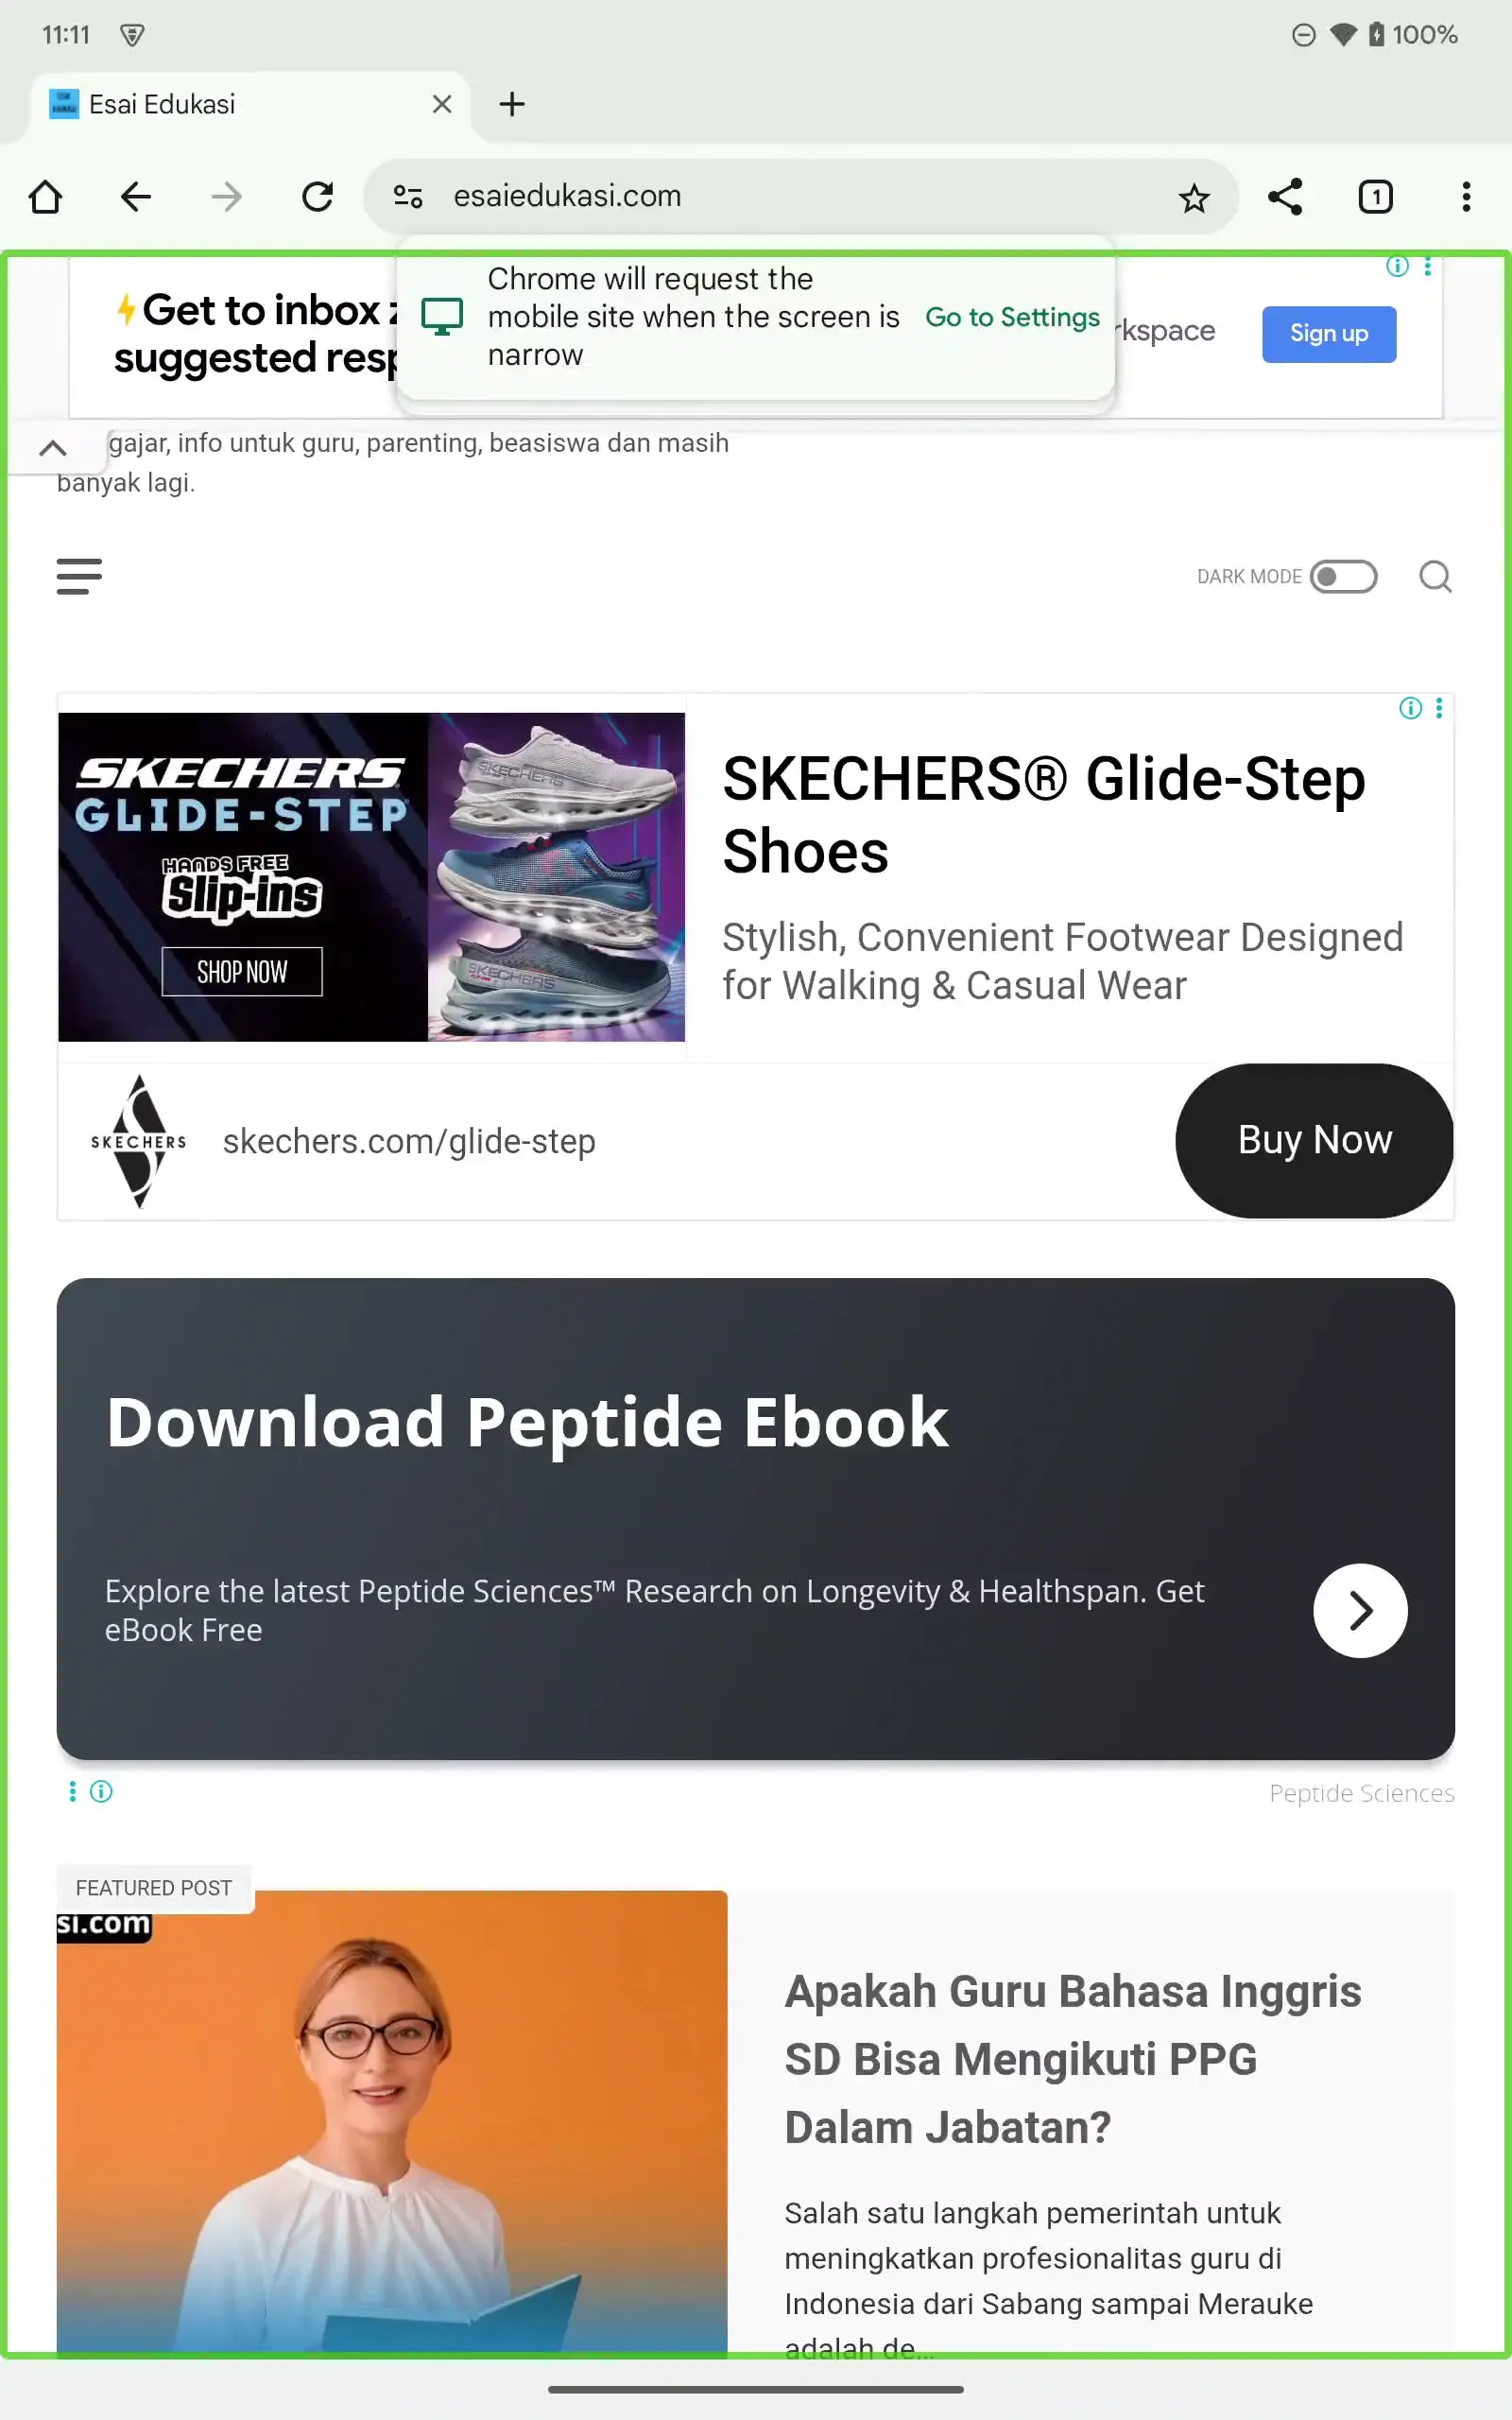 11:11
100%
Esai Edukasi
esaiedukasi.com
1
Chrome will request the
mobile site when the screen is
narrow
Go to Settings
Get to inbox
suggested
Sign up
gajar, info untuk guru, parenting, beasiswa dan masih
banyak lagi.
DARK MODE
SKECHERS
GLIDE-STEP
HANDS FREE
Slip-ins
SHOP NOW
SKECHERS
SKECHERS
SKECHERS® Glide-Step
Shoes
Stylish, Convenient Footwear Designed
for Walking & Casual Wear
SKECHERS
skechers.com/glide-step
Buy Now
Download Peptide Ebook
Explore the latest Peptide Sciences™ Research on Longevity & Healthspan. Get
eBook Free
Peptide Sciences
FEATURED POST
si.com
Apakah Guru Bahasa Inggris
SD Bisa Mengikuti PPG
Dalam Jabatan?
Salah satu langkah pemerintah untuk
meningkatkan profesionalitas guru di
Indonesia dari Sabang sampai Merauke
adalah de...